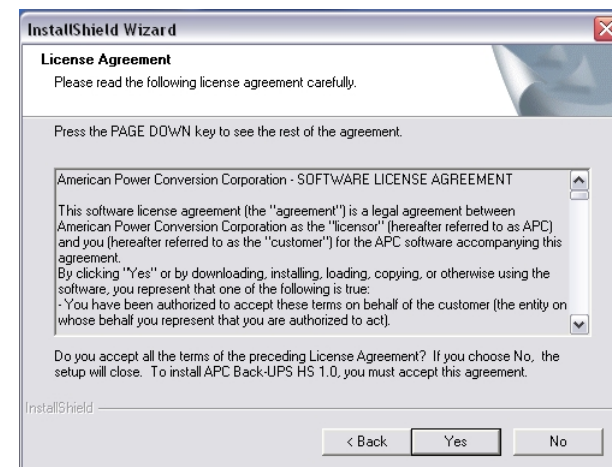 InstallShield Wizard
License Agreement
Please read the following license agreement carefully.
Press the PAGE DOWN key to see the rest of the agreement.
American Power Conversion Corporation - SOFTWARE LICENSE AGREEMENT
This software license agreement (the "agreement") is a legal agreement between
American Power Conversion Corporation as the "licensor" (hereafter referred to as APC)
and you (hereafter referred to as the "customer") for the APC software accompanying this
agreement.
By clicking "Yes" or by downloading, installing, loading, copying, or otherwise using the
software, you represent that one of the following is true:
- You have been authorized to accept these terms on behalf of the customer (the entity on
whose behalf you represent that you are authorized to act).
Do you accept all the terms of the preceding License Agreement? If you choose No, the
setup will close. To install APC Back-UPS HS 1.0, you must accept this agreement.
InstallShield
< Back Yes No